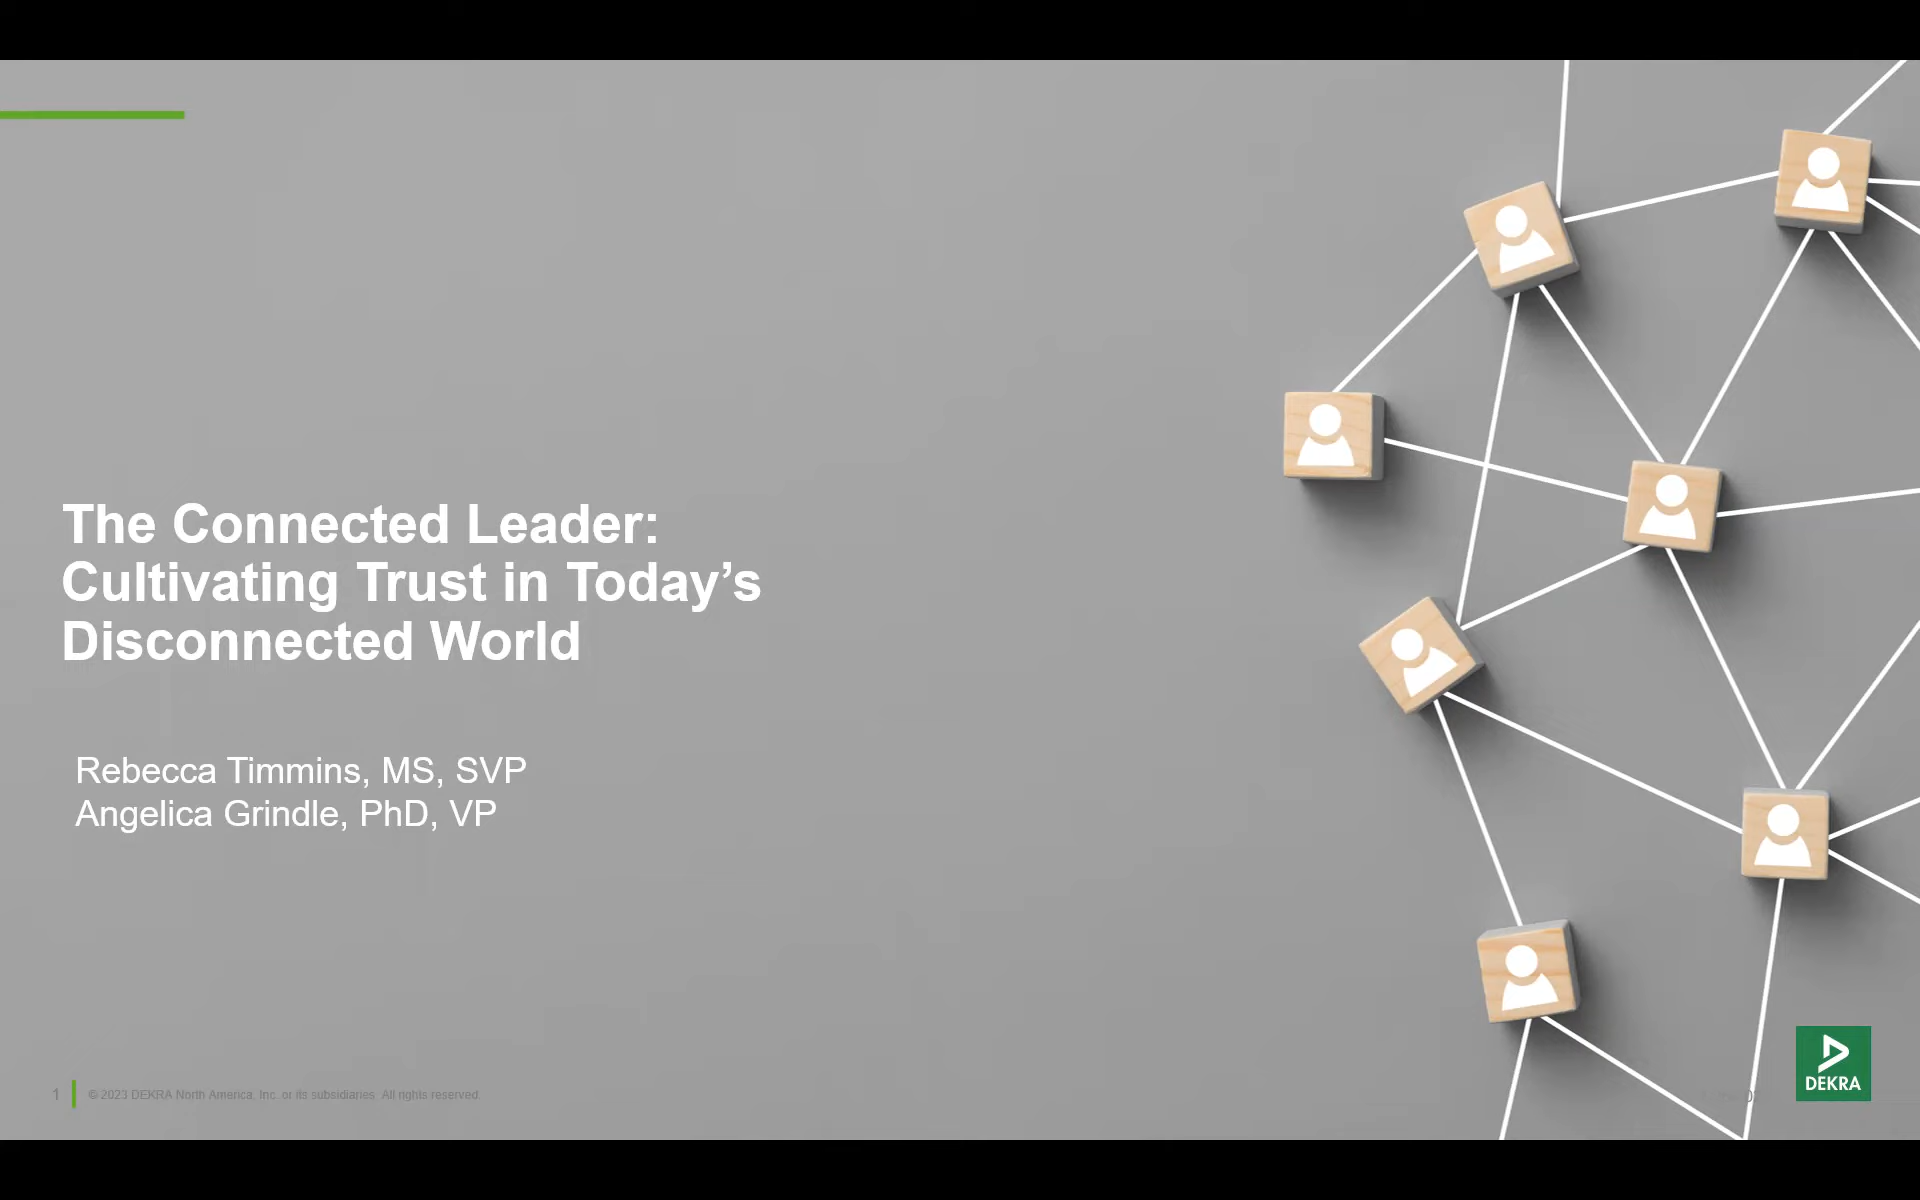 The Connected Leader:
Cultivating Trust in Today’s
Disconnected World
Rebecca Timmins, MS, SVP
Angelica Grindle, PhD, VP
1
© 2023 DEKRA North America, Inc. or its subsidiaries. All rights reserved.
DEKRA